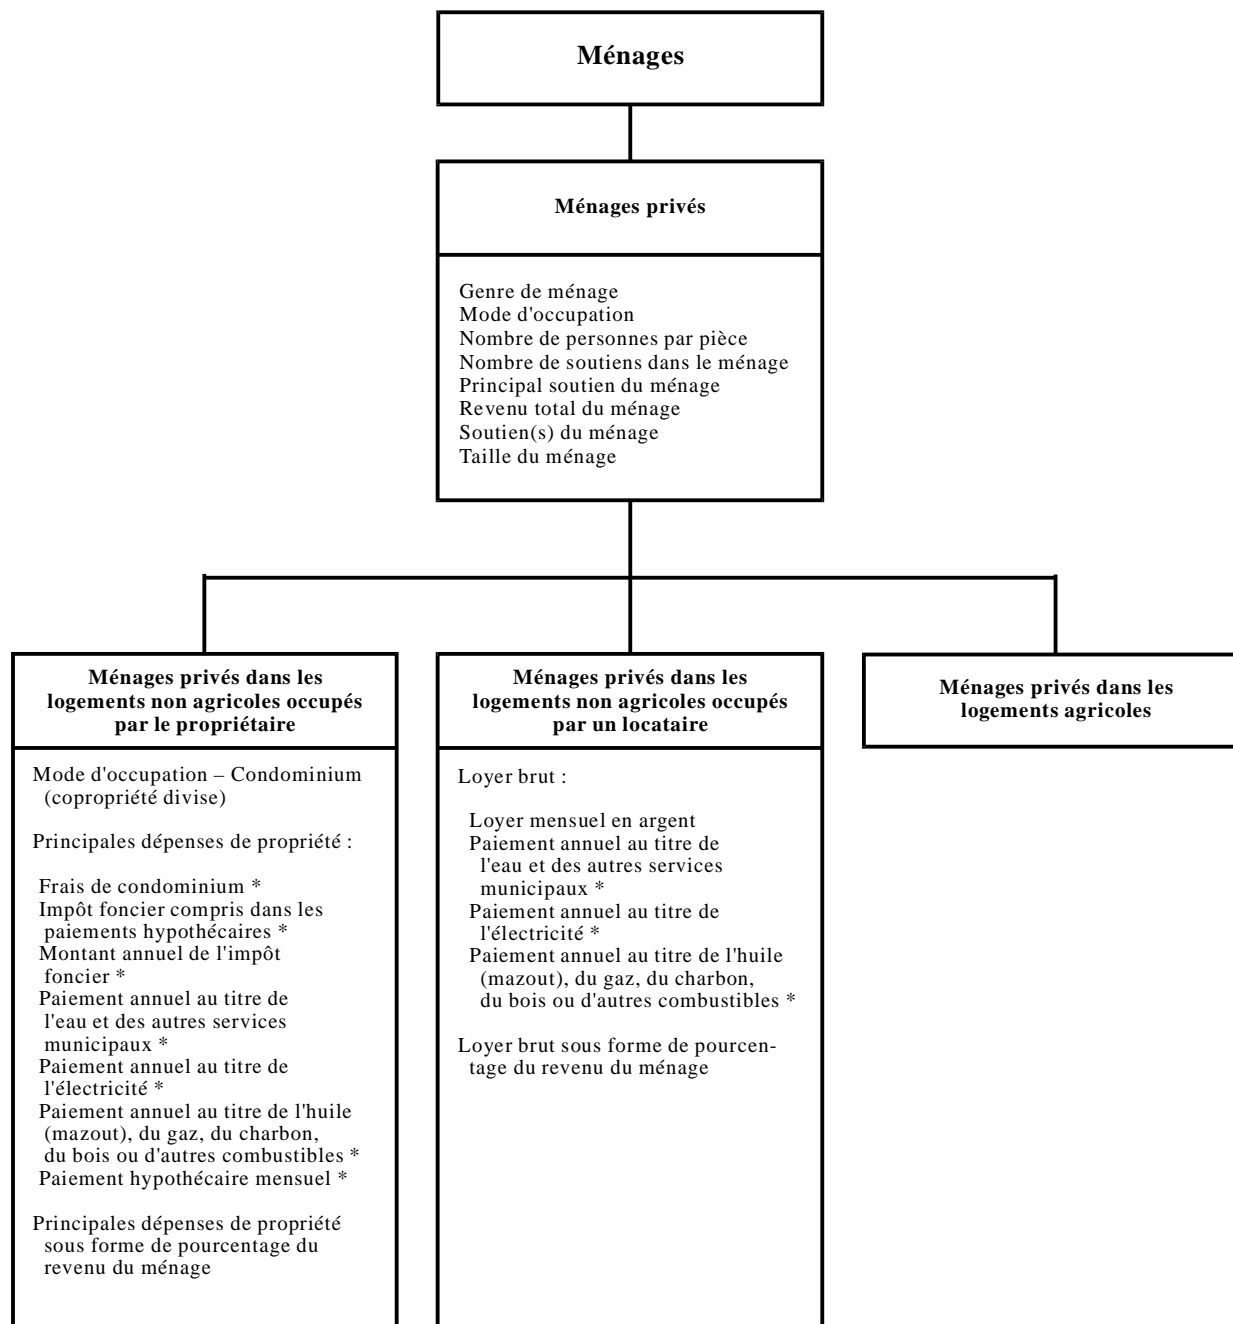 Ménages
Ménages privés
Genre de ménage
Mode d'occupation
Nombre de personnes par pièce
Nombre de soutiens dans le ménage
Principal soutien du ménage
Revenu total du ménage
Soutien(s) du ménage
Taille du ménage
Ménages privés dans les
logements non agricoles occupés
par le propriétaire
Mode d'occupation – Condominium
(copropriété divise)
Principales dépenses de propriété :
Frais de condominium *
Impôt foncier compris dans les
paiements hypothécaires *
Montant annuel de l'impôt
foncier *
Paiement annuel au titre de
l'eau et des autres services
municipaux *
Paiement annuel au titre de
l'électricité *
Paiement annuel au titre de l'huile
(mazout), du gaz, du charbon,
du bois ou d'autres combustibles *
Paiement hypothécaire mensuel *
Principales dépenses de propriété
sous forme de pourcentage du
revenu du ménage
Ménages privés dans les
logements non agricoles occupés
par un locataire
Loyer brut :
Loyer mensuel en argent
Paiement annuel au titre de
l'eau et des autres services
municipaux *
Paiement annuel au titre de
l'électricité *
Paiement annuel au titre de l'huile
(mazout), du gaz, du charbon,
du bois ou d'autres combustibles *
Loyer brut sous forme de pourcen-
tage du revenu du ménage
Ménages privés dans les
logements agricoles